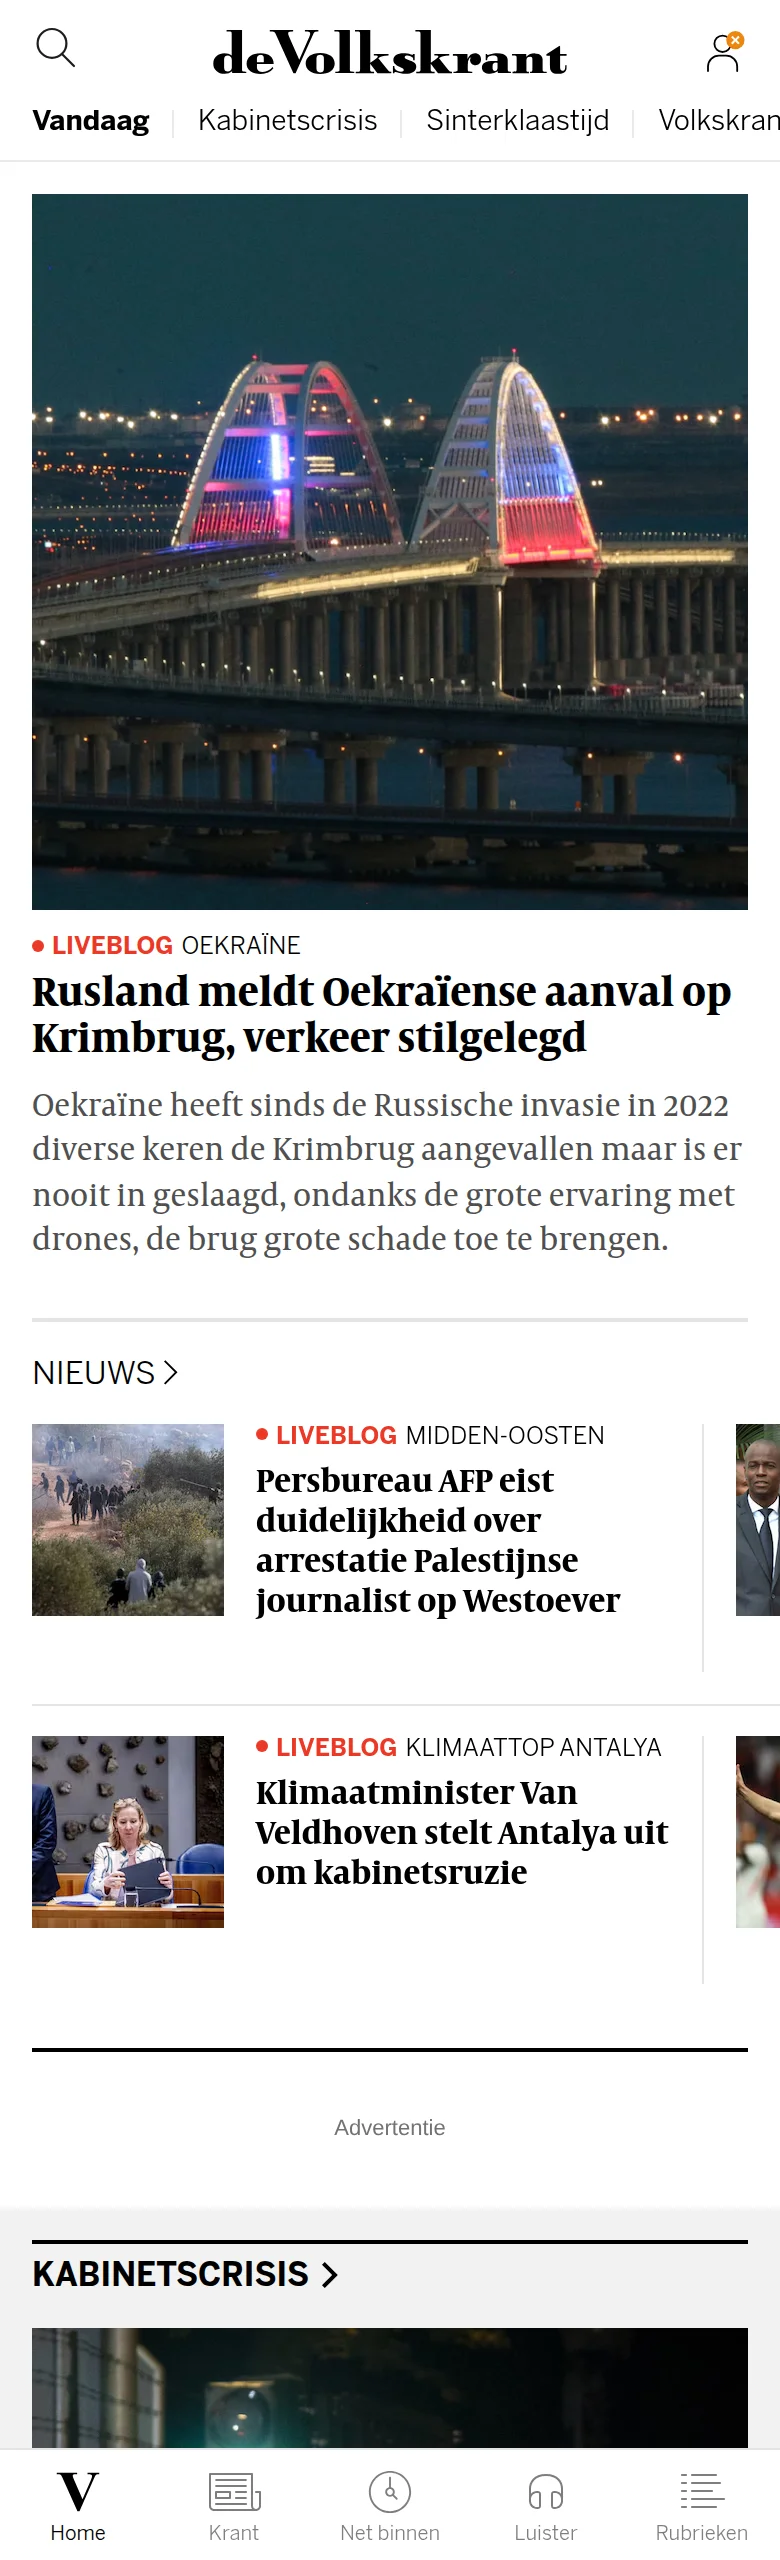 deVolkskrant
Vandaag
Kabinetscrisis
Sinterklaastijd
Volkskran
LIVEBLOG OEKRAÏNE
Rusland meldt Oekraïense aanval op
Krimbrug, verkeer stilgelegd
Oekraïne heeft sinds de Russische invasie in 2022
diverse keren de Krimbrug aangevallen maar is er
nooit in geslaagd, ondanks de grote ervaring met
drones, de brug grote schade toe te brengen.
NIEUWS
LIVEBLOG MIDDEN-OOSTEN
Persbureau AFP eist
duidelijkheid over
arrestatie Palestijnse
journalist op Westoever
LIVEBLOG KLIMAATTOP ANTALYA
Klimaatminister Van
Veldhoven stelt Antalya uit
om kabinetsruzie
Advertentie
KABINETSCRISIS
V
Home
Krant
Net binnen
Luister
Rubrieken